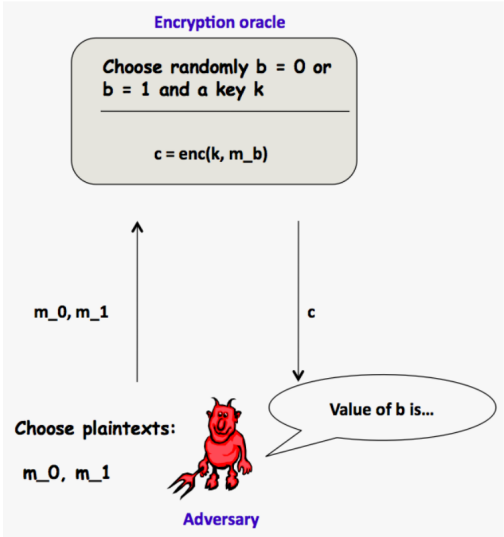 Encryption oracle
Choose randomly b = 0 or
b = 1 and a key k
c = enc(k, m_b)
m_0, m_1
c
Value of b is...
Choose plaintexts:
m_0, m_1
Adversary